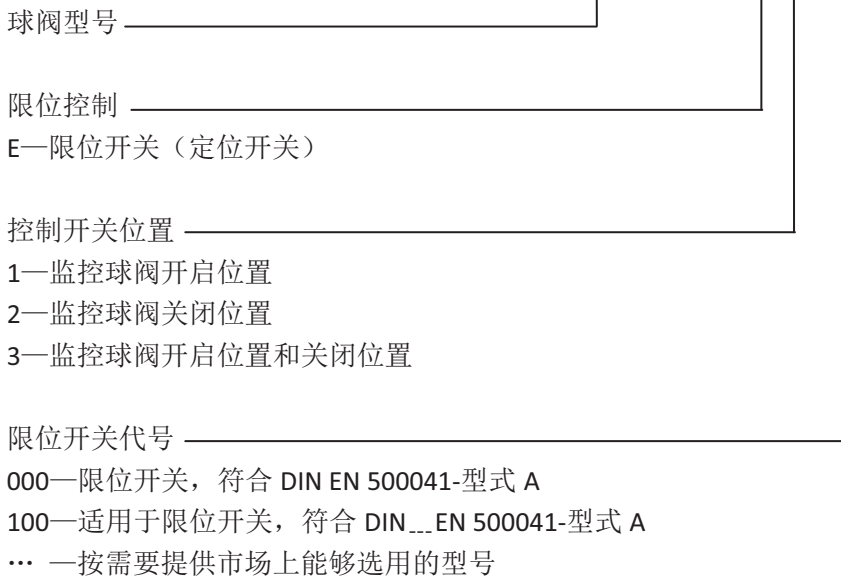 球阀型号
限位控制
E—限位开关（定位开关）
控制开关位置
1—监控球阀开启位置
2—监控球阀关闭位置
3—监控球阀开启位置和关闭位置
限位开关代号
000—限位开关，符合 DIN EN 500041-型式 A
100—适用于限位开关，符合 DIN---EN 500041-型式 A
… —按需要提供市场上能够选用的型号